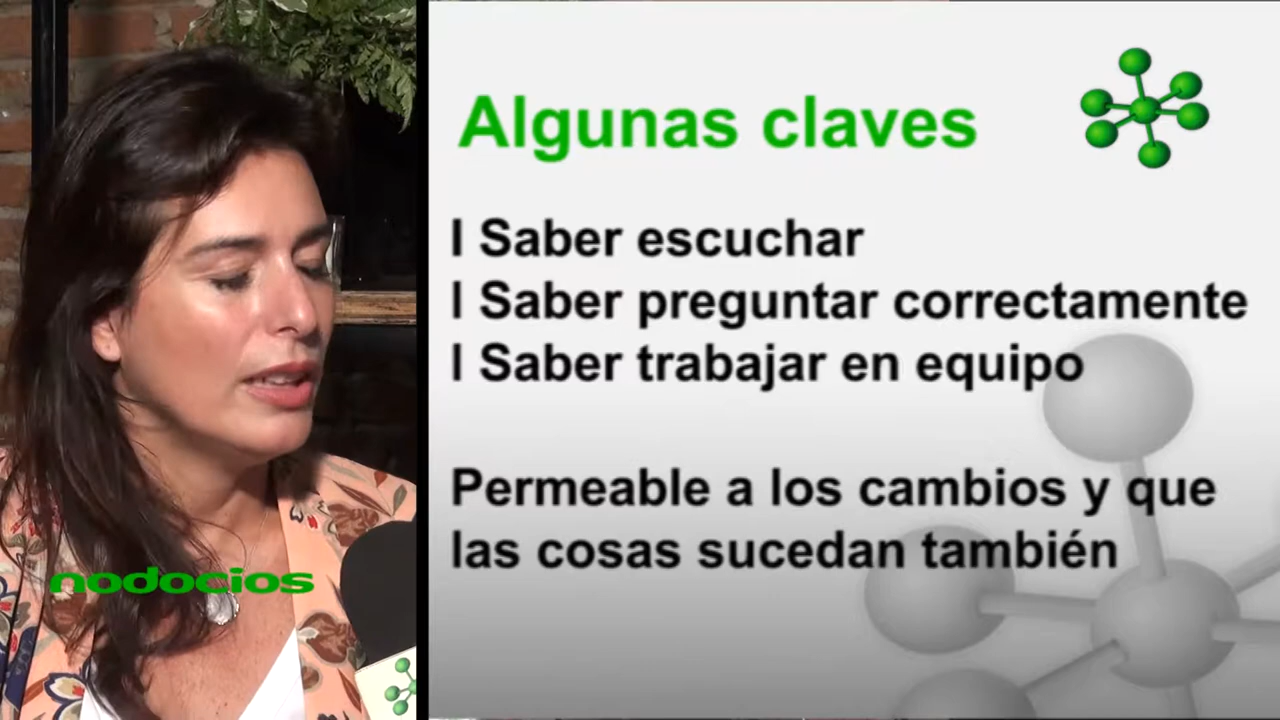 Algunas claves
| Saber escuchar
| Saber preguntar correctamente
| Saber trabajar en equipo
Permeable a los cambios y que
las cosas sucedan también
nodocios